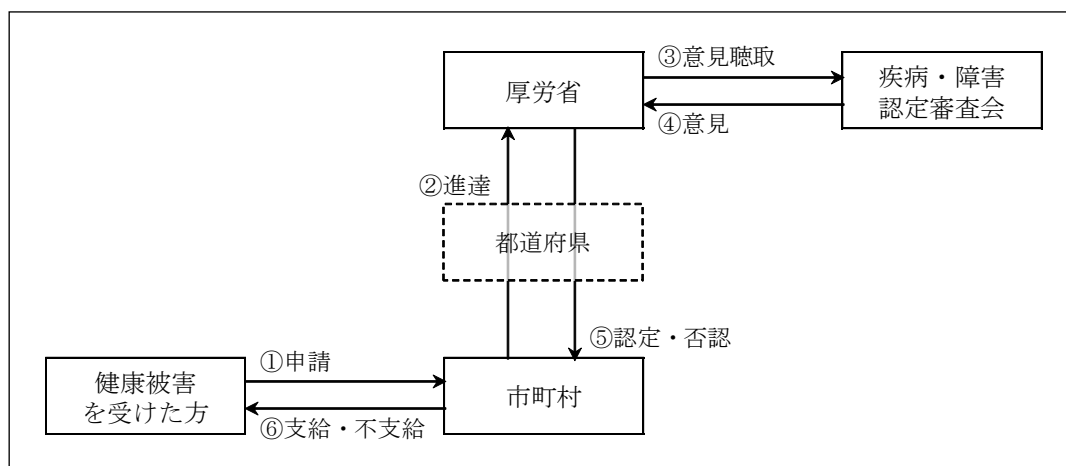 ③意見聴取
厚労省
疾病・障害
認定審査会
④意見
②進達
都道府県
⑤認定・否認
①申請
健康被害
を受けた方
市町村
⑥支給・不支給